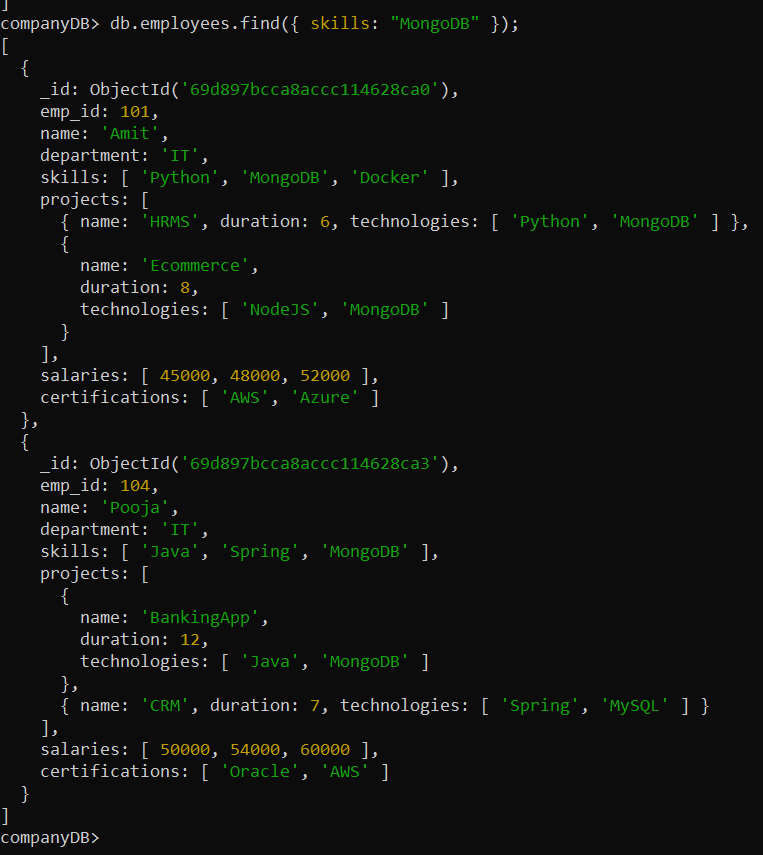 ]
companyDB> db.employees.find({ skills: "MongoDB" });
[
  {
    _id: ObjectId('69d897bcca8accc114628ca0'),
    emp_id: 101,
    name: 'Amit',
    department: 'IT',
    skills: [ 'Python', 'MongoDB', 'Docker' ],
    projects: [
      { name: 'HRMS', duration: 6, technologies: [ 'Python', 'MongoDB' ] },
      {
        name: 'Ecommerce',
        duration: 8,
        technologies: [ 'NodeJS', 'MongoDB' ]
      }
    ],
    salaries: [ 45000, 48000, 52000 ],
    certifications: [ 'AWS', 'Azure' ]
  },
  {
    _id: ObjectId('69d897bcca8accc114628ca3'),
    emp_id: 104,
    name: 'Pooja',
    department: 'IT',
    skills: [ 'Java', 'Spring', 'MongoDB' ],
    projects: [
      {
        name: 'BankingApp',
        duration: 12,
        technologies: [ 'Java', 'MongoDB' ]
      },
      { name: 'CRM', duration: 7, technologies: [ 'Spring', 'MySQL' ] }
    ],
    salaries: [ 50000, 54000, 60000 ],
    certifications: [ 'Oracle', 'AWS' ]
  }
]
companyDB>